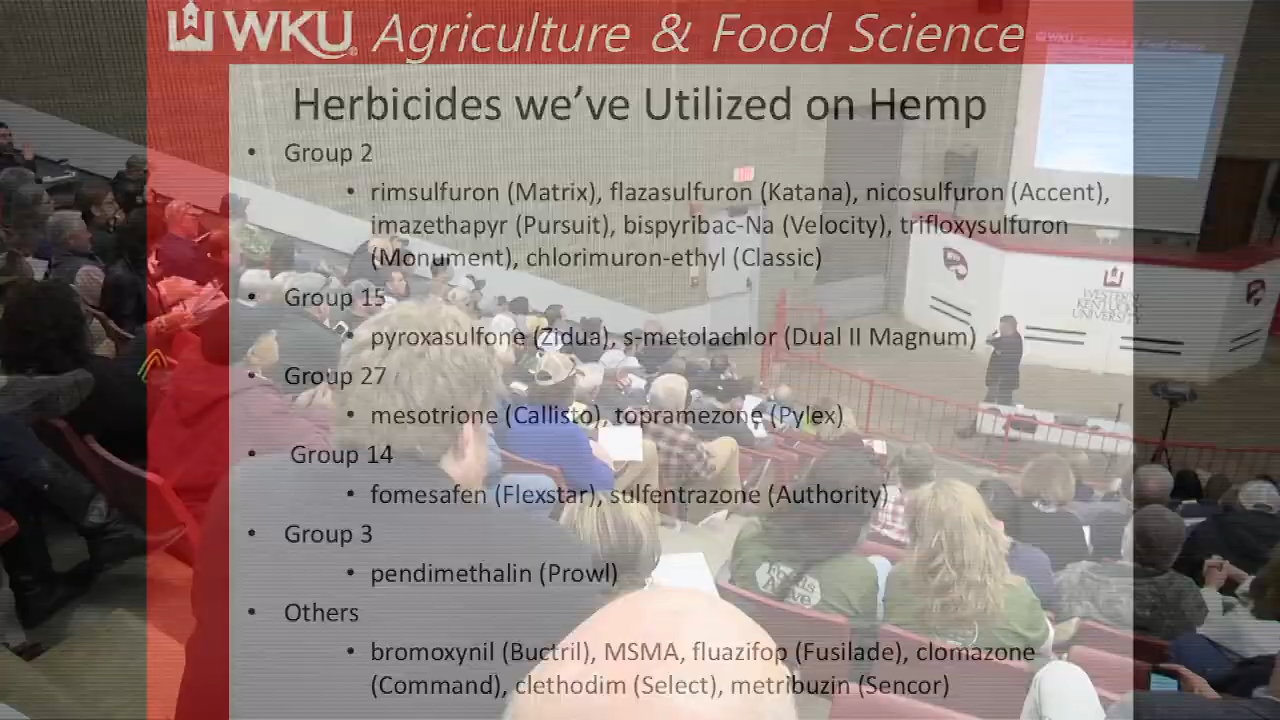 WKU® Agriculture & Food Science
Herbicides we've Utilized on Hemp
• Group 2
• rimsulfuron (Matrix), flazasulfuron (Katana), nicosulfuron (Accent),
imazethapyr (Pursuit), bispyribac-Na (Velocity), trifloxysulfuron
(Monument), chlorimuron-ethyl (Classic)
• Group 15
• pyroxasulfone (Zidua), s-metolachlor (Dual II Magnum)
• Group 27
• mesotrione (Callisto), topramezone (Pylex)
• Group 14
• fomesafen (Flexstar), sulfentrazone (Authority)
• Group 3
• pendimethalin (Prowl)
• Others
• bromoxynil (Buctril), MSMA, fluazifop (Fusilade), clomazone
(Command), clethodim (Select), metribuzin (Sencor)
WESTERN
KENTUCKY
UNIVERSITY